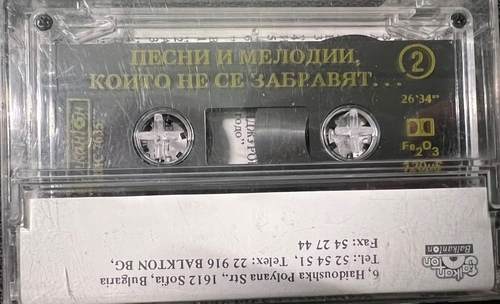 ПЕСНИ И МЕЛОДИИ,
КОИТО НЕ СЕ ЗАБРАВЯТ...
2
26'34"
Fe2O3
120µs
6, Haidoushka Polyana Str., 1612 Sofia, Bulgaria
Tel.: 52 54 51, Telex: 22 916 BALKTON BG,
Fax: 54 27 44
Balkanton